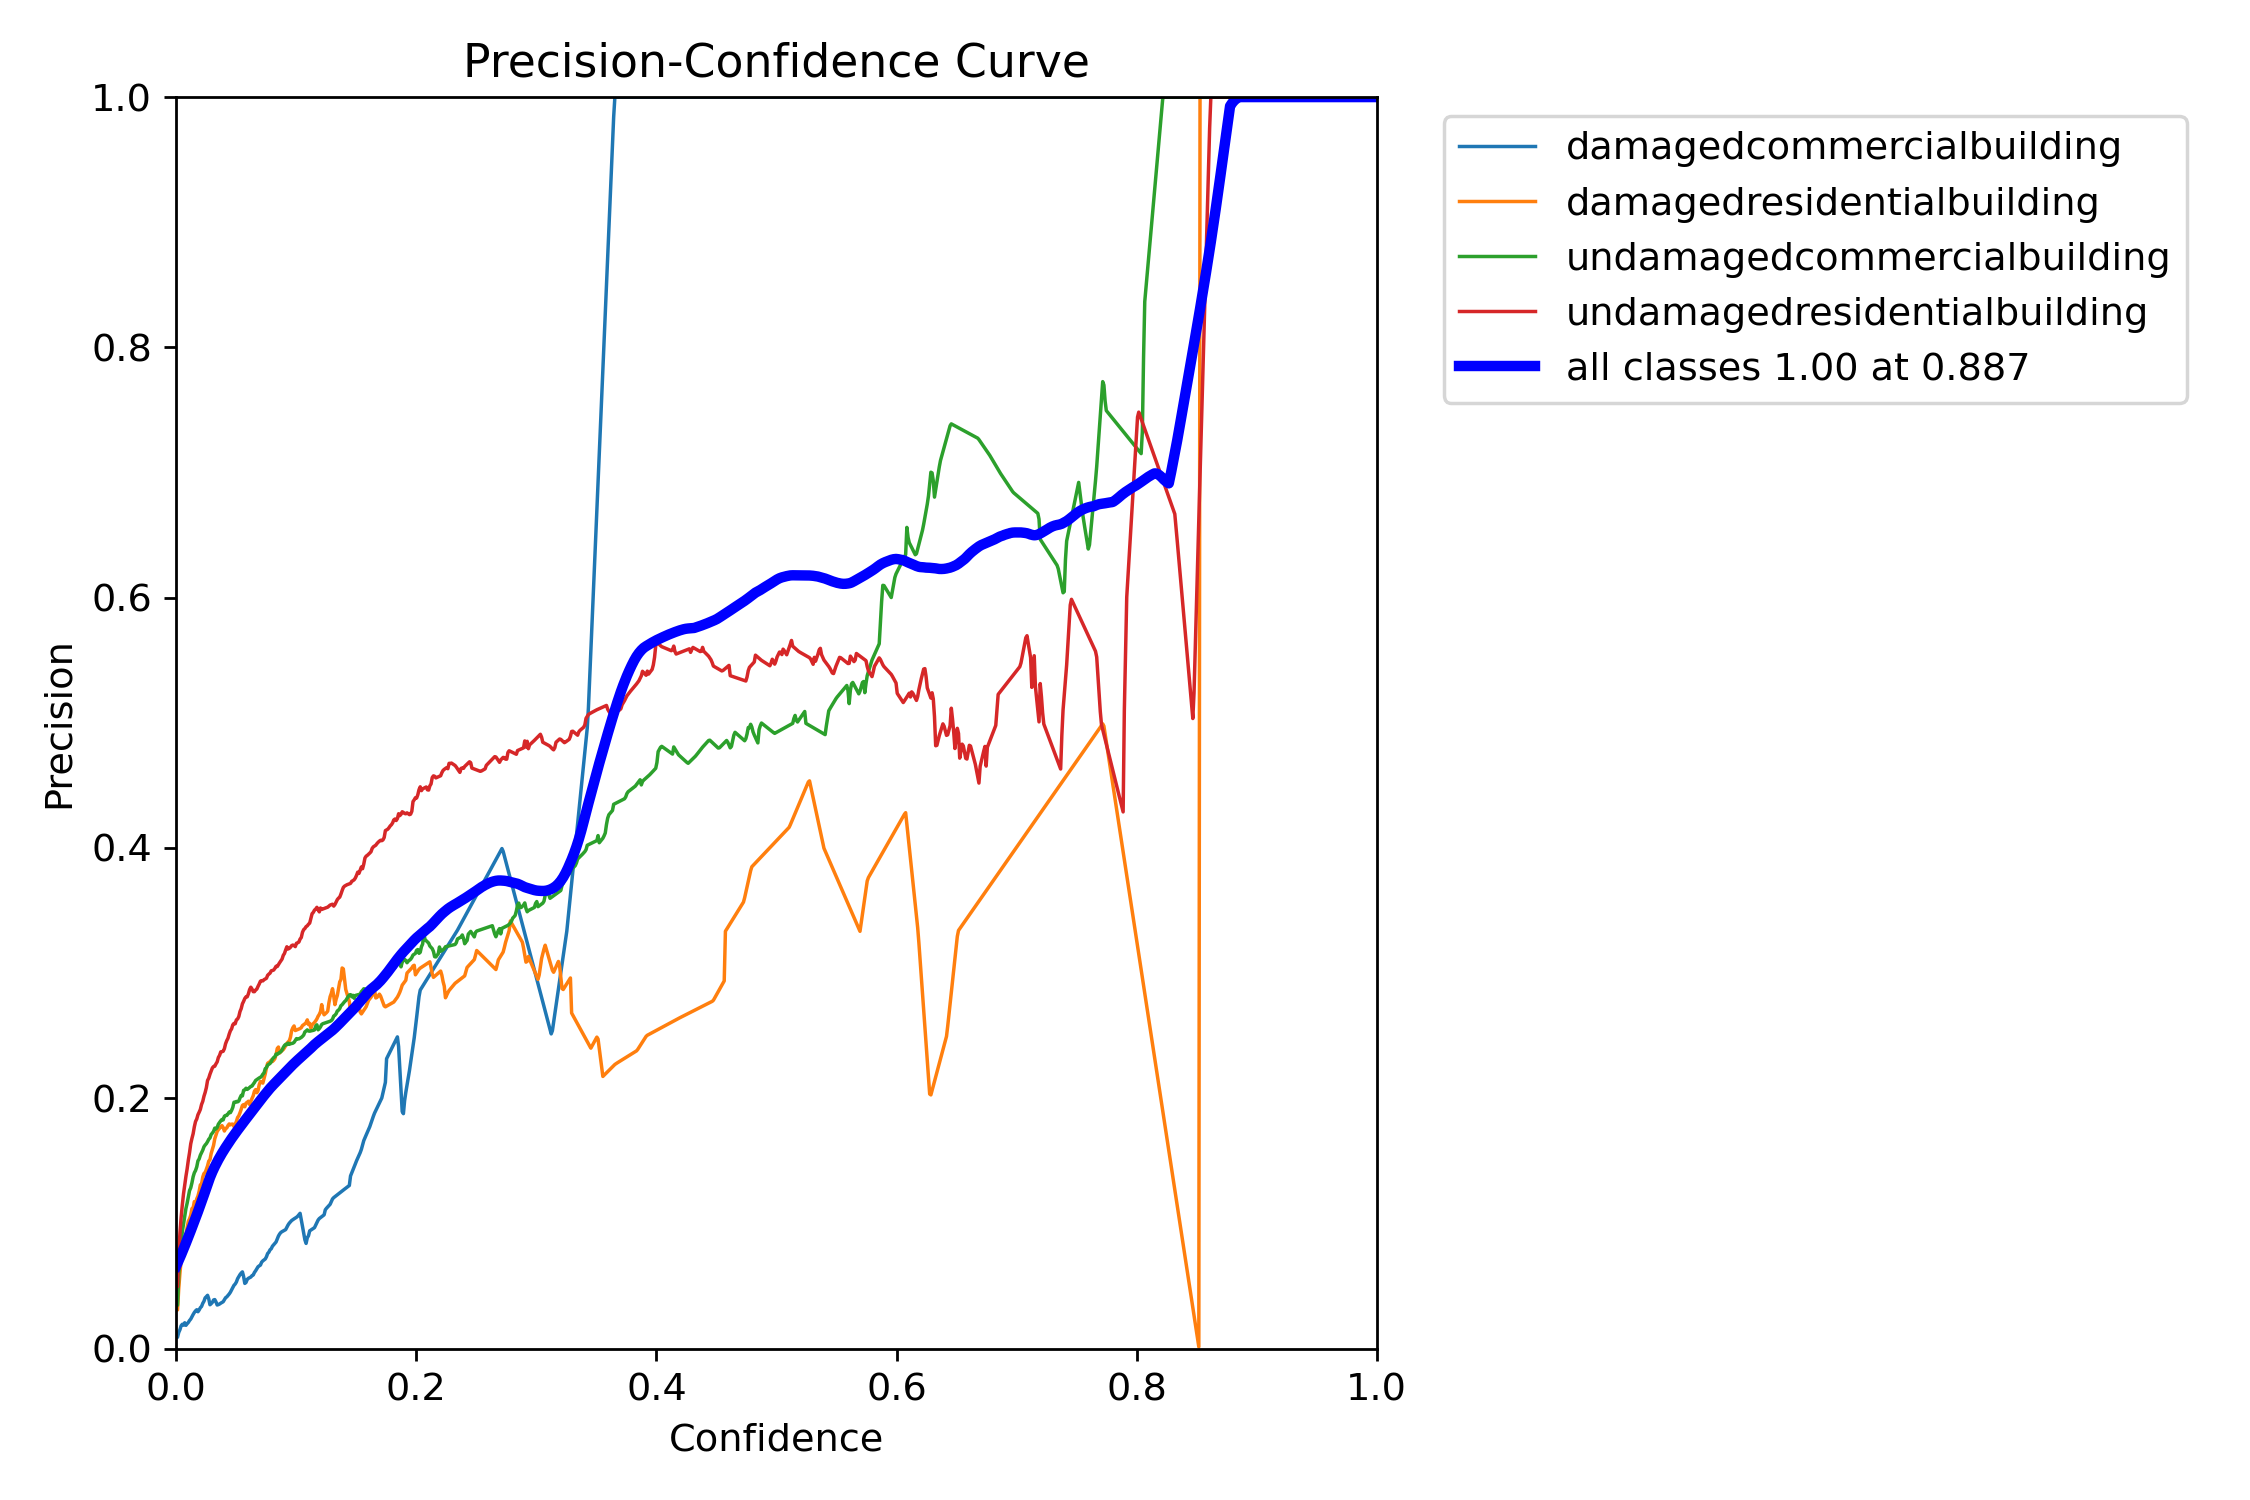 Precision-Confidence Curve
1.0
0.8
0.6
0.4
0.2
0.0
Precision
0.0 0.2 0.4 0.6 0.8 1.0
Confidence
damagedcommercialbuilding
damagedresidentialbuilding
undamagedcommercialbuilding
undamagedresidentialbuilding
all classes 1.00 at 0.887